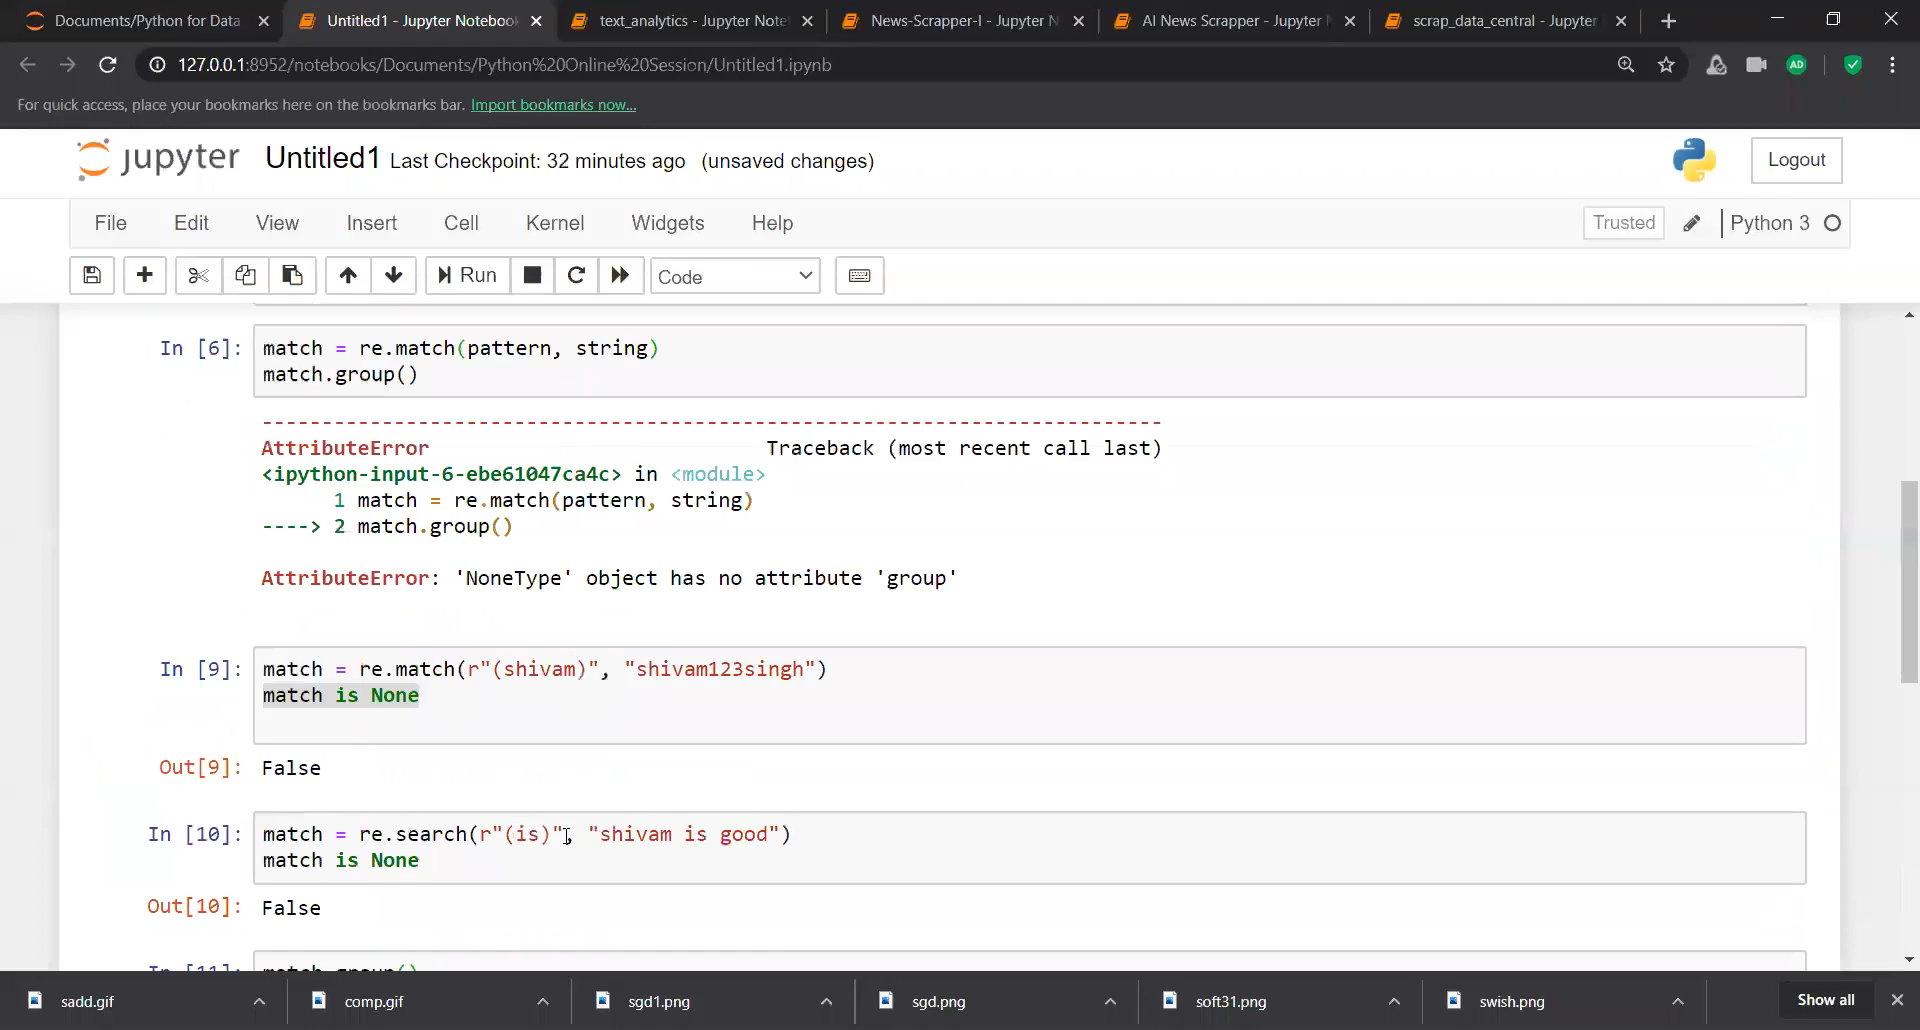 Documents/Python for Data
Untitled1 - Jupyter Noteboo
text_analytics - Jupyter Note
News-Scrapper-I - Jupyter N
AI News Scrapper - Jupyter
scrap_data_central - Jupyter
127.0.0.1:8952/notebooks/Documents/Python%20Online%20Session/Untitled1.ipynb
AD
For quick access, place your bookmarks here on the bookmarks bar. Import bookmarks now...
jupyter Untitled1 Last Checkpoint: 32 minutes ago (unsaved changes)
Logout
File Edit View Insert Cell Kernel Widgets Help
Trusted Python 3
Run
Code
In [6]: match = re.match(pattern, string)
match.group()
---------------------------------------------------------------------------
AttributeError Traceback (most recent call last)
<ipython-input-6-ebe61047ca4c> in <module>
1 match = re.match(pattern, string)
----> 2 match.group()
AttributeError: 'NoneType' object has no attribute 'group'
In [9]: match = re.match(r"(shivam)", "shivam123singh")
match is None
Out[9]: False
In [10]: match = re.search(r"(is)", "shivam is good")
match is None
Out[10]: False
In [11]: match.group()
sadd.gif
comp.gif
sgd1.png
sgd.png
soft31.png
swish.png
Show all